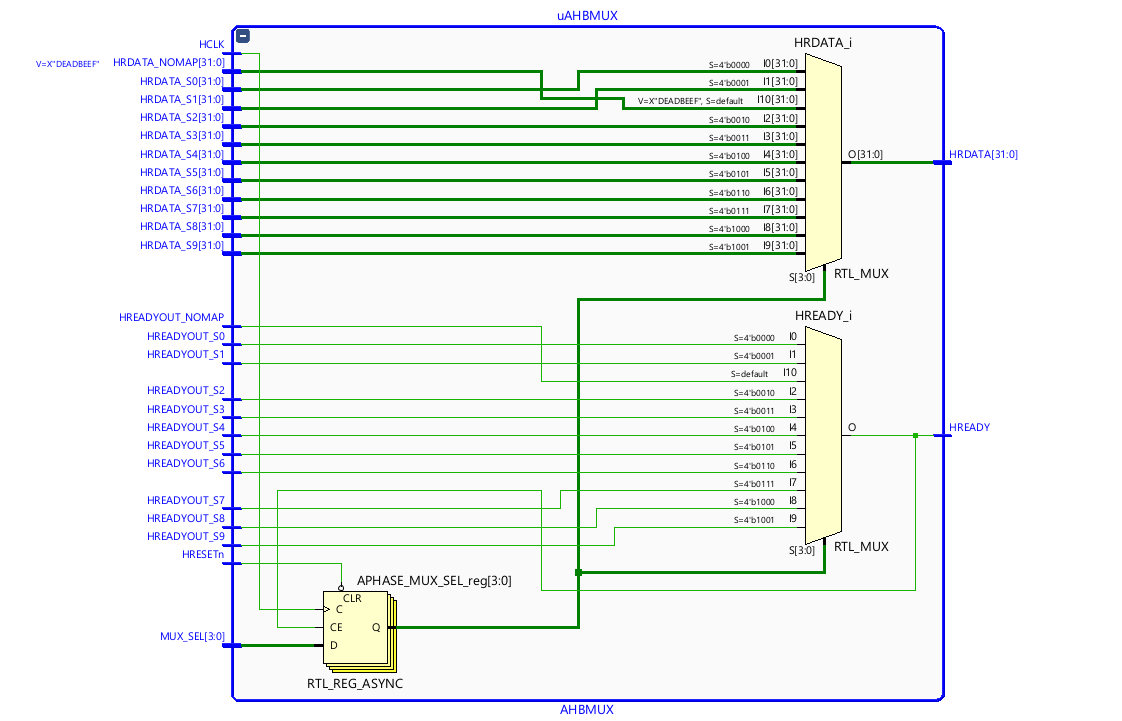 uAHBMUX
HCLK
HRDATA_i
V=X"DEADBEEF" HRDATA_NOMAP[31:0] S=4'b0000 I0[31:0]
HRDATA_S0[31:0] S=4'b0001 I1[31:0]
HRDATA_S1[31:0] V=X"DEADBEEF", S=default I10[31:0]
HRDATA_S2[31:0] S=4'b0010 I2[31:0]
HRDATA_S3[31:0] S=4'b0011 I3[31:0]
HRDATA_S4[31:0] S=4'b0100 I4[31:0] O[31:0] HRDATA[31:0]
HRDATA_S5[31:0] S=4'b0101 I5[31:0]
HRDATA_S6[31:0] S=4'b0110 I6[31:0]
HRDATA_S7[31:0] S=4'b0111 I7[31:0]
HRDATA_S8[31:0] S=4'b1000 I8[31:0]
HRDATA_S9[31:0] S=4'b1001 I9[31:0]
S[3:0] RTL_MUX
HREADYOUT_NOMAP HREADY_i
HREADYOUT_S0 S=4'b0000 I0
HREADYOUT_S1 S=4'b0001 I1
S=default I10
HREADYOUT_S2 S=4'b0010 I2
HREADYOUT_S3 S=4'b0011 I3
HREADYOUT_S4 S=4'b0100 I4 O HREADY
HREADYOUT_S5 S=4'b0101 I5
HREADYOUT_S6 S=4'b0110 I6
S=4'b0111 I7
HREADYOUT_S7 S=4'b1000 I8
HREADYOUT_S8 S=4'b1001 I9
HREADYOUT_S9
S[3:0] RTL_MUX
HRESETn
APHASE_MUX_SEL_reg[3:0]
CLR
C
CE Q
MUX_SEL[3:0] D
RTL_REG_ASYNC
AHBMUX